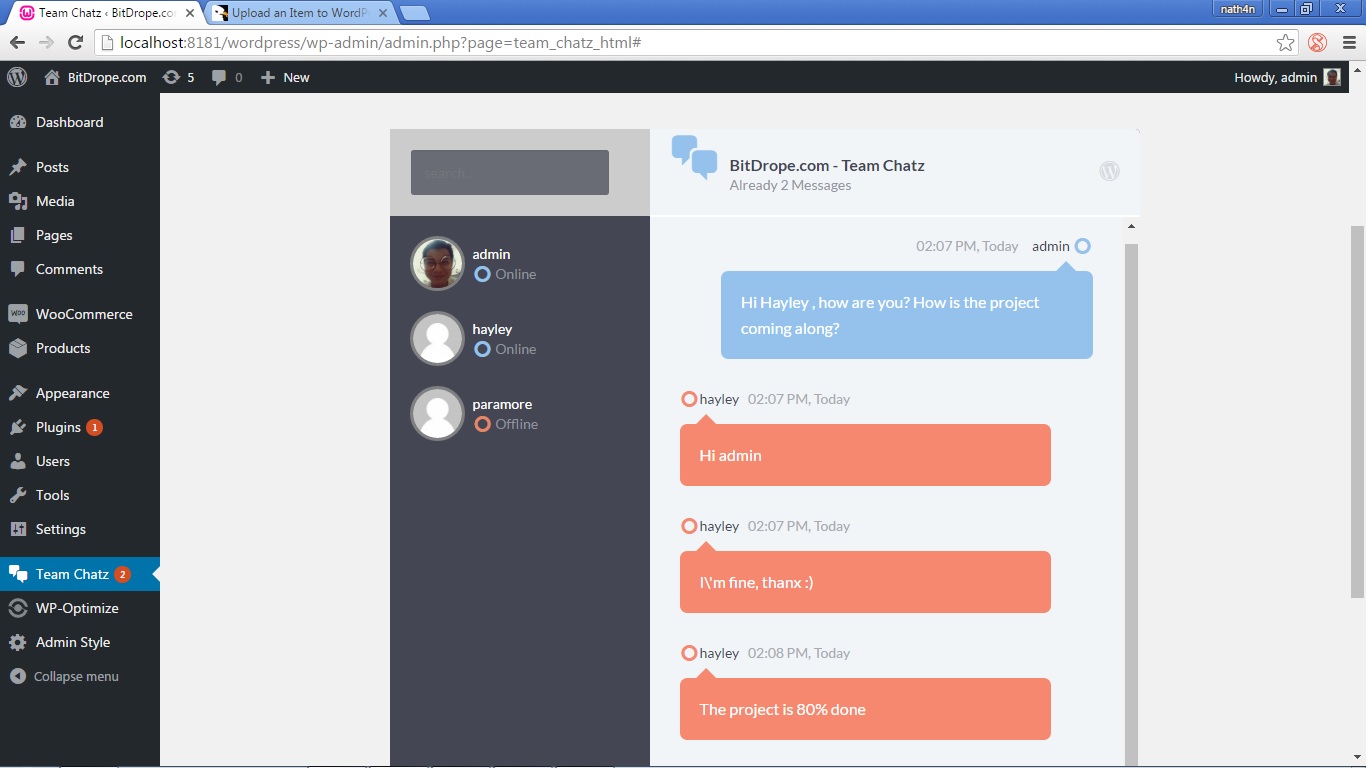 Team Chatz ‹ BitDrope.co
Upload an Item to WordP
nath4n
localhost:8181/wordpress/wp-admin/admin.php?page=team_chatz_html#
BitDrope.com 5 0 New
Howdy, admin
Dashboard
Posts
Media
Pages
Comments
WooCommerce
Products
Appearance
Plugins 1
Users
Tools
Settings
Team Chatz 2
WP-Optimize
Admin Style
Collapse menu
search...
admin
Online
hayley
Online
paramore
Offline
BitDrope.com - Team Chatz
Already 2 Messages
02:07 PM, Today admin
Hi Hayley , how are you? How is the project
coming along?
hayley 02:07 PM, Today
Hi admin
hayley 02:07 PM, Today
I\'m fine, thanx :)
hayley 02:08 PM, Today
The project is 80% done